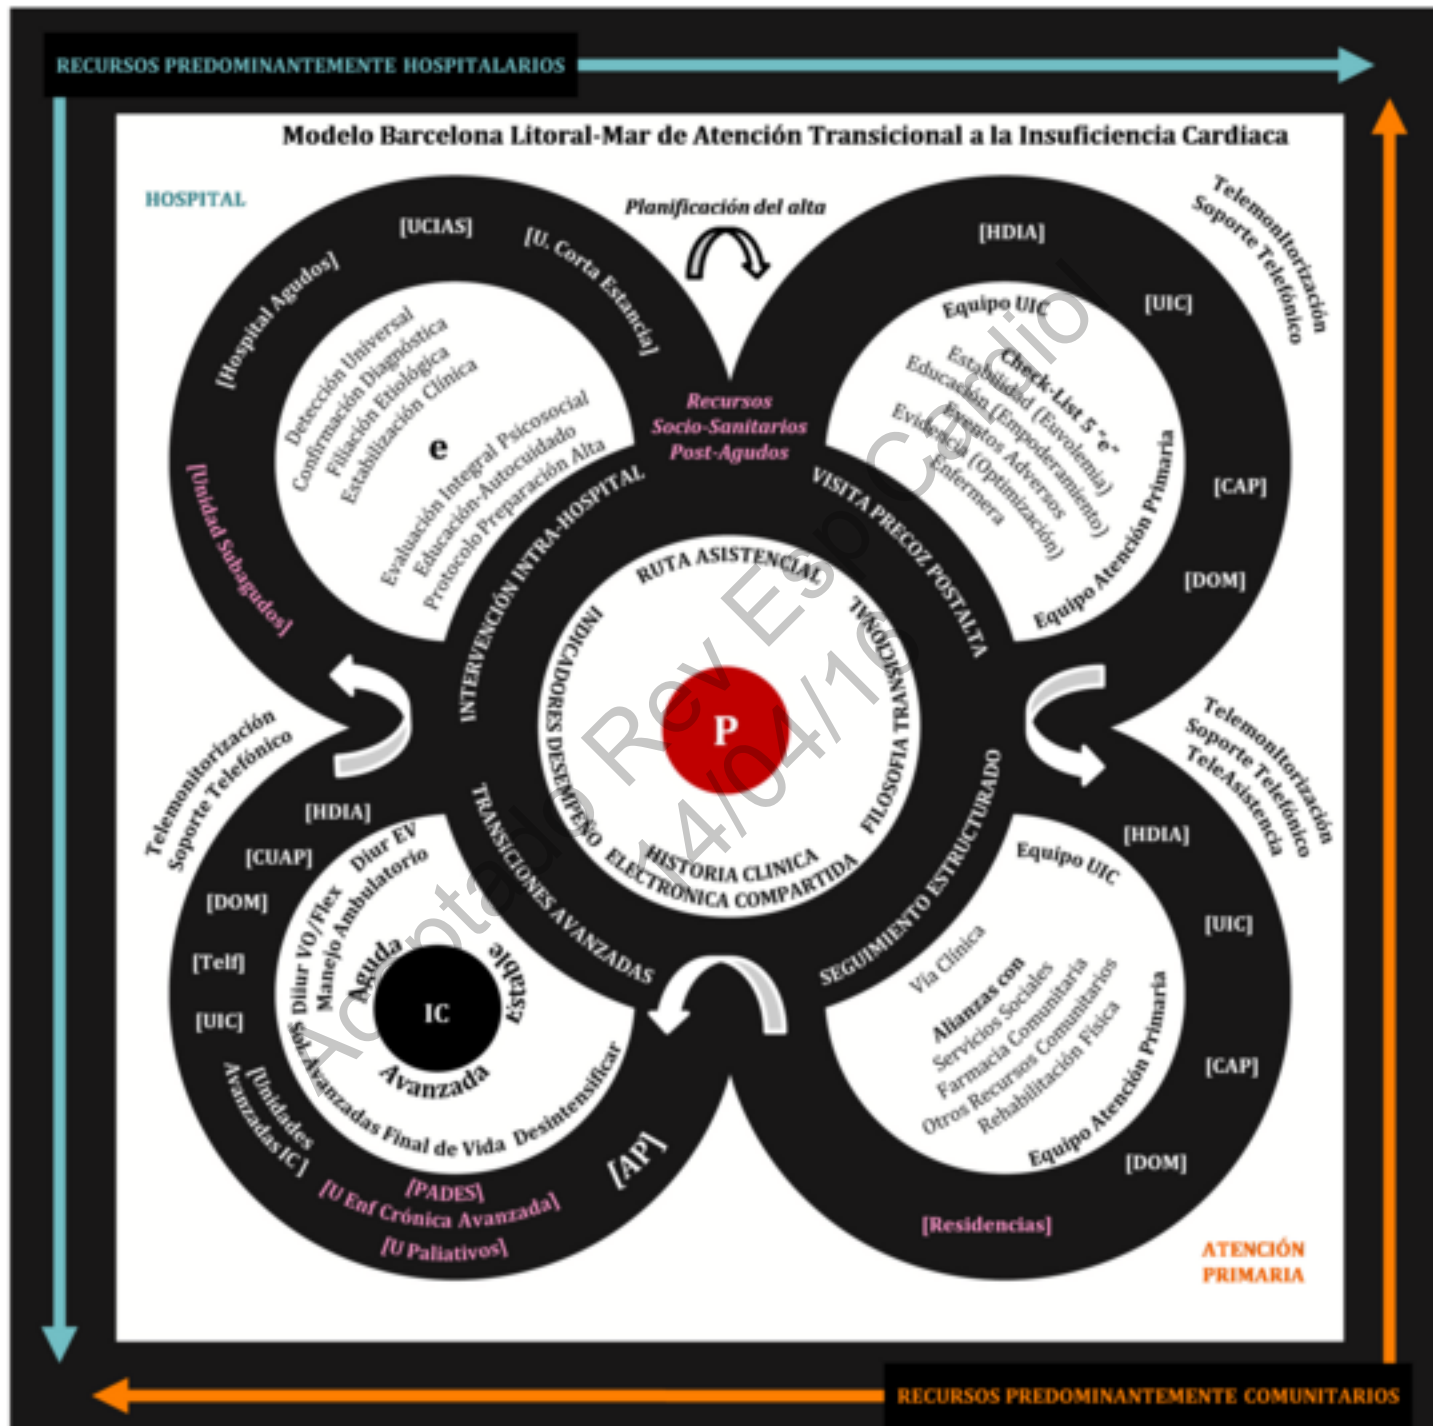 RECURSOS PREDOMINANTEMENTE HOSPITALARIOS
Modelo Barcelona Litoral-Mar de Atención Transicional a la Insuficiencia Cardiaca
HOSPITAL
[Unidad Subagudos]
[Hospital Agudos]
[UCIAS]
[U. Corta Estancia]
Detección Universal
Confirmación Diagnóstica
Filiación Etiológica
Estabilización Clínica
e
Evaluación Integral Psicosocial
Educación-Autocuidado
Protocolo Preparación Alta
Planificación del alta
Recursos
Socio-Sanitarios
Post-Agudos
[HDIA]
[UIC]
[CAP]
[DOM]
Telemonitorización
Soporte Telefónico
Equipo UIC
Check-List 5 "e"
Estabilidad (Euvolemia)
Educación (Empoderamiento)
Eventos Adversos
Evidencia (Optimización)
Enfermera
Equipo Atención Primaria
INTERVENCIÓN INTRA-HOSPITAL
VISITA PRECOZ POSTALTA
SEGUIMIENTO ESTRUCTURADO
TRANSICIONES AVANZADAS
RUTA ASISTENCIAL
FILOSOFIA TRANSICIONAL
HISTORIA CLINICA
ELECTRONICA COMPARTIDA
INDICADORES DESEMPEÑO
P
Telemonitorización
Soporte Telefónico
[HDIA]
[CUAP]
[DOM]
[Telf]
[UIC]
[Unidades
Avanzadas IC]
[PADES]
[U Enf Crónica Avanzada]
[U Paliativos]
[AP]
Diur EV
Manejo Ambulatorio
Diiur VO/Flex
Sol. Avanzadas Final de Vida Desintensificar
Aguda
Estable
Avanzada
IC
Telemonitorización
Soporte Telefónico
TeleAsistencia
[HDIA]
[UIC]
[CAP]
[DOM]
[Residencias]
Equipo UIC
Vía Clínica
Alianzas con
Servicios Sociales
Farmacia Comunitaria
Otros Recursos Comunitarios
Rehabilitación Física
Equipo Atención Primaria
ATENCIÓN
PRIMARIA
RECURSOS PREDOMINANTEMENTE COMUNITARIOS
Aceptado Rev Esp Cardiol
14/04/16